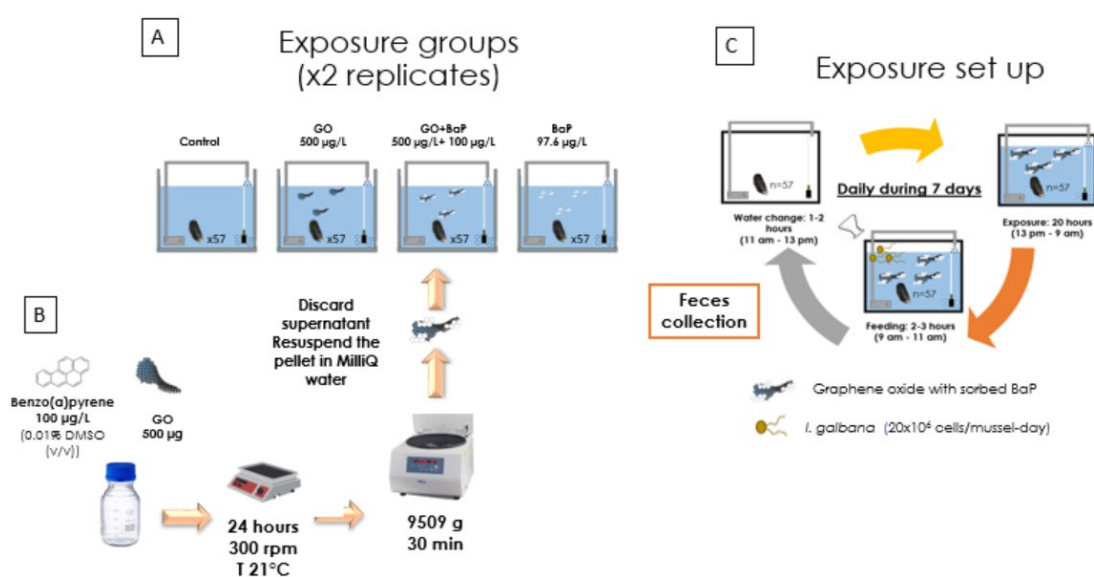 A
Exposure groups
(x2 replicates)
Control
GO
500 µg/L
GO+BaP
500 µg/L+ 100 µg/L
BaP
97.6 µg/L
x57
x57
x57
x57
B
Benzo(a)pyrene
100 µg/L
(0.01% DMSO
(v/v))
GO
500 µg
24 hours
300 rpm
T 21°C
9509 g
30 min
Discard
supernatant
Resuspend the
pellet in MilliQ
water
C
Exposure set up
n=57
Water change: 1-2
hours
(11 am - 13 pm)
Daily during 7 days
n=57
Exposure: 20 hours
(13 pm - 9 am)
n=57
Feeding: 2-3 hours
(9 am - 11 am)
Feces
collection
Graphene oxide with sorbed BaP
I. galbana (20x10⁶ cells/mussel-day)